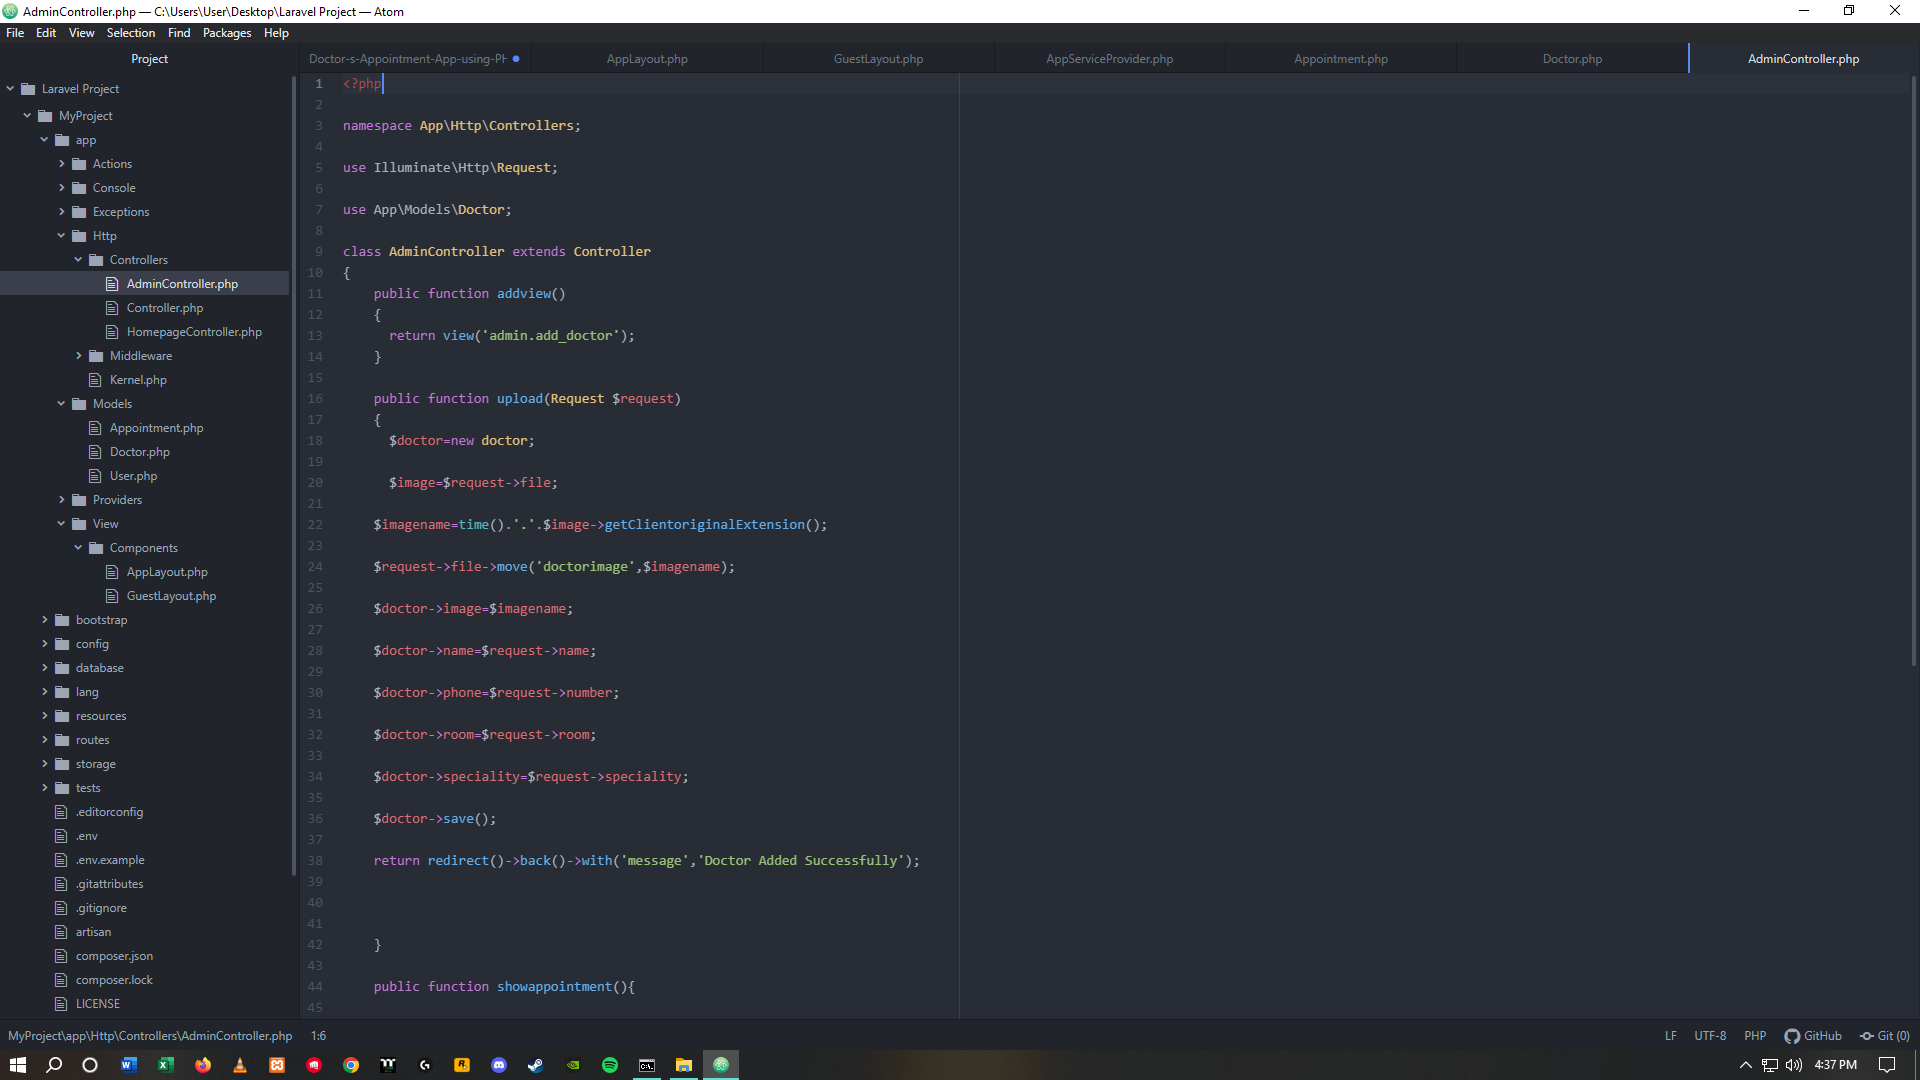 AdminController.php — C:\Users\User\Desktop\Laravel Project — Atom
File Edit View Selection Find Packages Help
Project
Doctor-s-Appointment-App-using-PH
AppLayout.php
GuestLayout.php
AppServiceProvider.php
Appointment.php
Doctor.php
AdminController.php
Laravel Project
MyProject
app
Actions
Console
Exceptions
Http
Controllers
AdminController.php
Controller.php
HomepageController.php
Middleware
Kernel.php
Models
Appointment.php
Doctor.php
User.php
Providers
View
Components
AppLayout.php
GuestLayout.php
bootstrap
config
database
lang
resources
routes
storage
tests
.editorconfig
.env
.env.example
.gitattributes
.gitignore
artisan
composer.json
composer.lock
LICENSE
1 <?php
2
3 namespace App\Http\Controllers;
4
5 use Illuminate\Http\Request;
6
7 use App\Models\Doctor;
8
9 class AdminController extends Controller
10 {
11     public function addview()
12     {
13       return view('admin.add_doctor');
14     }
15
16     public function upload(Request $request)
17     {
18       $doctor=new doctor;
19
20       $image=$request->file;
21
22     $imagename=time().'.'.$image->getClientoriginalExtension();
23
24     $request->file->move('doctorimage',$imagename);
25
26     $doctor->image=$imagename;
27
28     $doctor->name=$request->name;
29
30     $doctor->phone=$request->number;
31
32     $doctor->room=$request->room;
33
34     $doctor->speciality=$request->speciality;
35
36     $doctor->save();
37
38     return redirect()->back()->with('message','Doctor Added Successfully');
39
40
41
42     }
43
44     public function showappointment(){
45
MyProject\app\Http\Controllers\AdminController.php 1:6
LF UTF-8 PHP GitHub Git (0)
4:37 PM